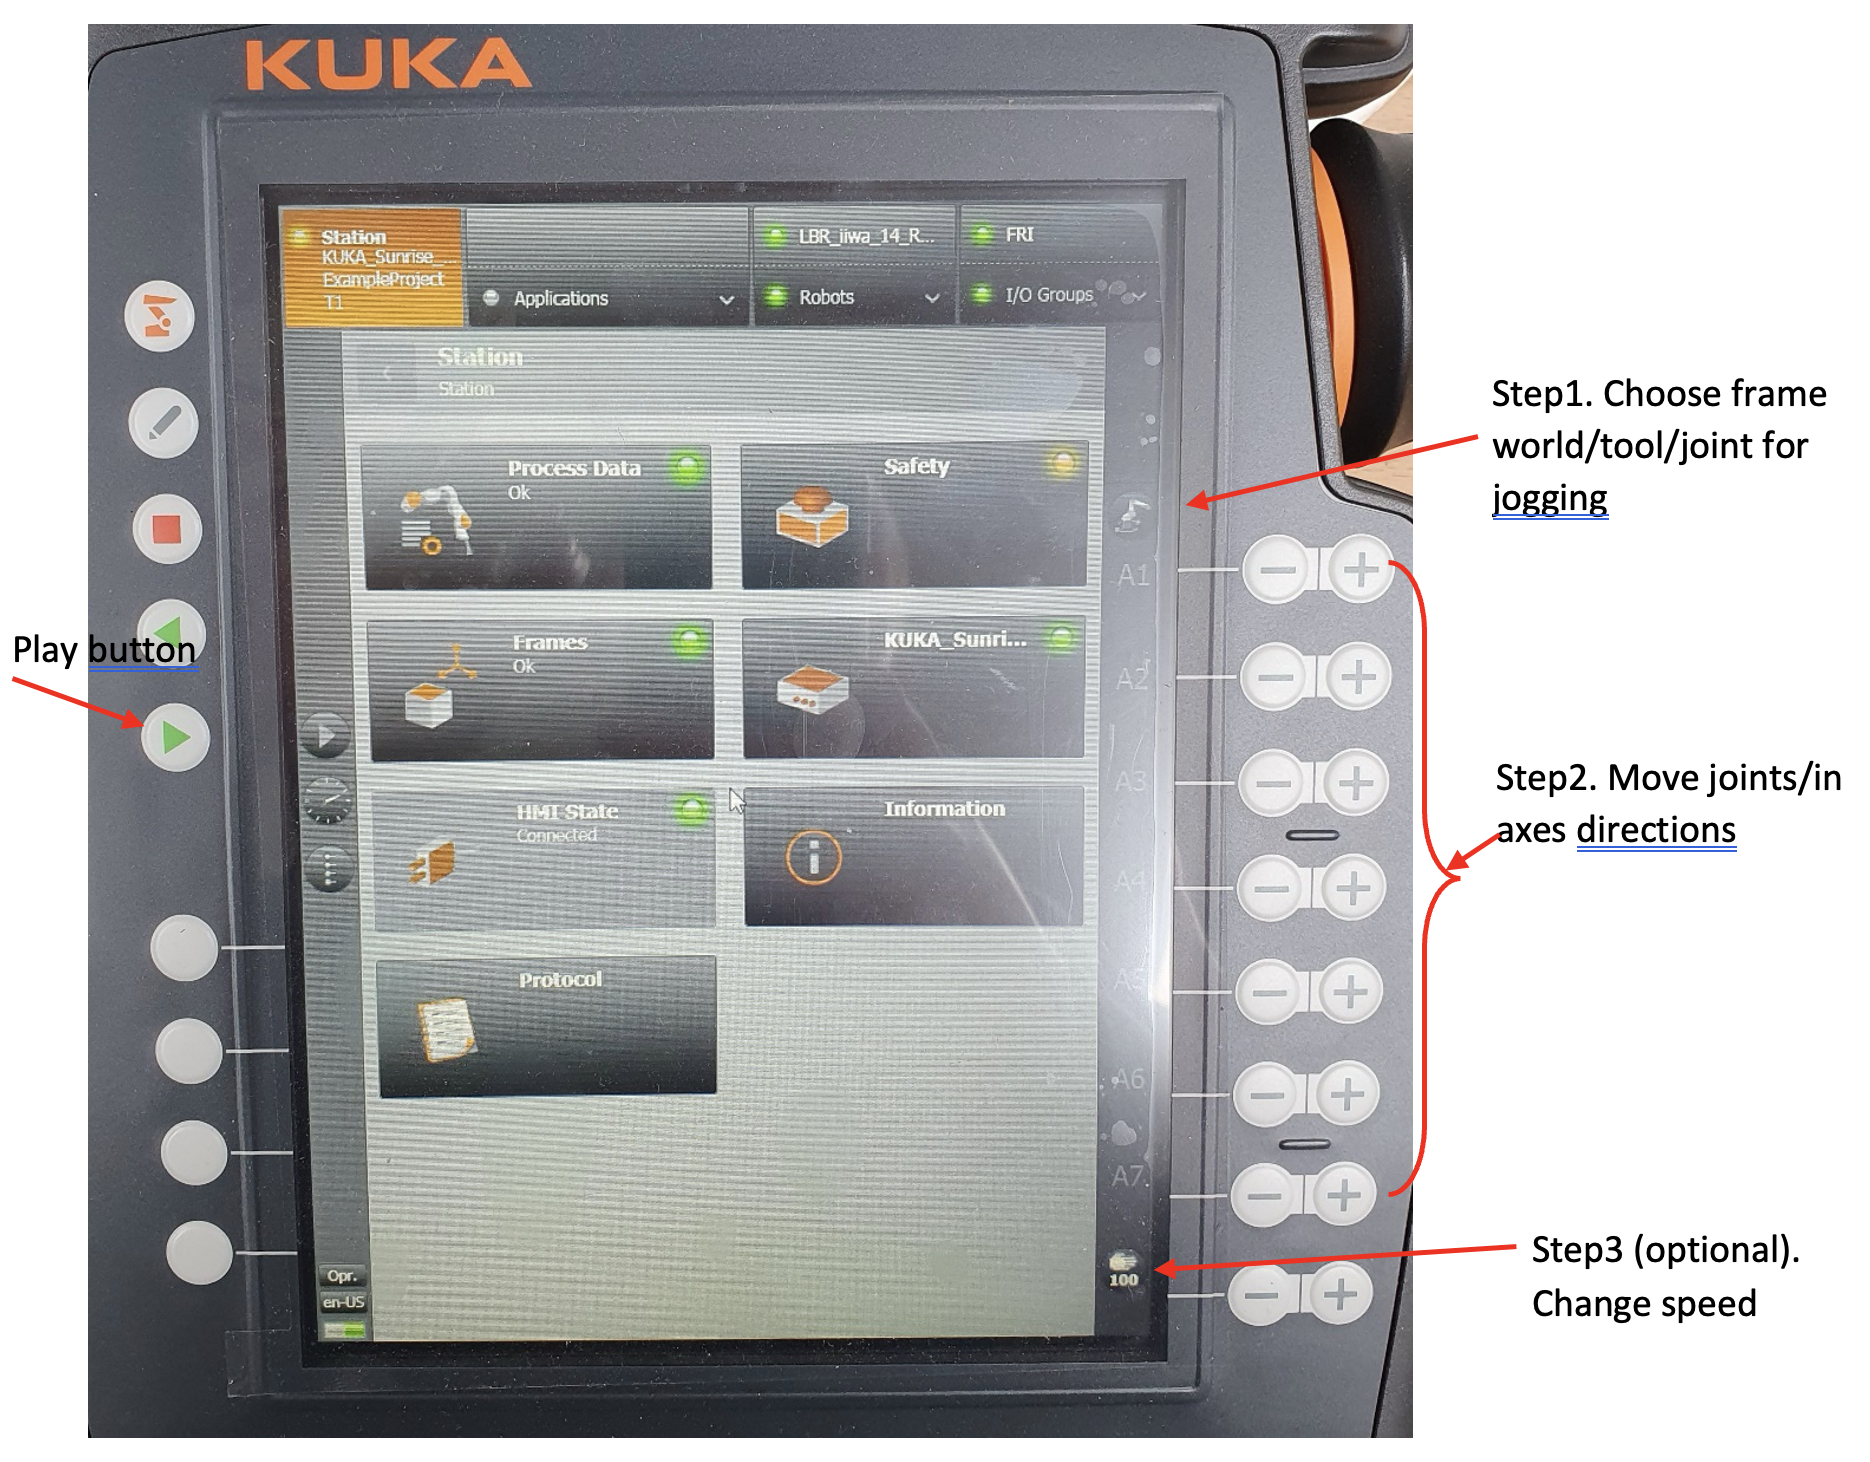 KUKA
Station
KUKA_Sunrise_...
ExampleProject
T1
Applications
LBR_iiwa_14_R...
Robots
FRI
I/O Groups
Station
Station
Process Data
Ok
Safety
Frames
Ok
KUKA_Sunri...
HMI State
Connected
Information
i
Protocol
A1
A2
A3
A4
A5
A6
A7
100
Opr.
en-US
Play button
Step1. Choose frame
world/tool/joint for
jogging
Step2. Move joints/in
axes directions
Step3 (optional).
Change speed